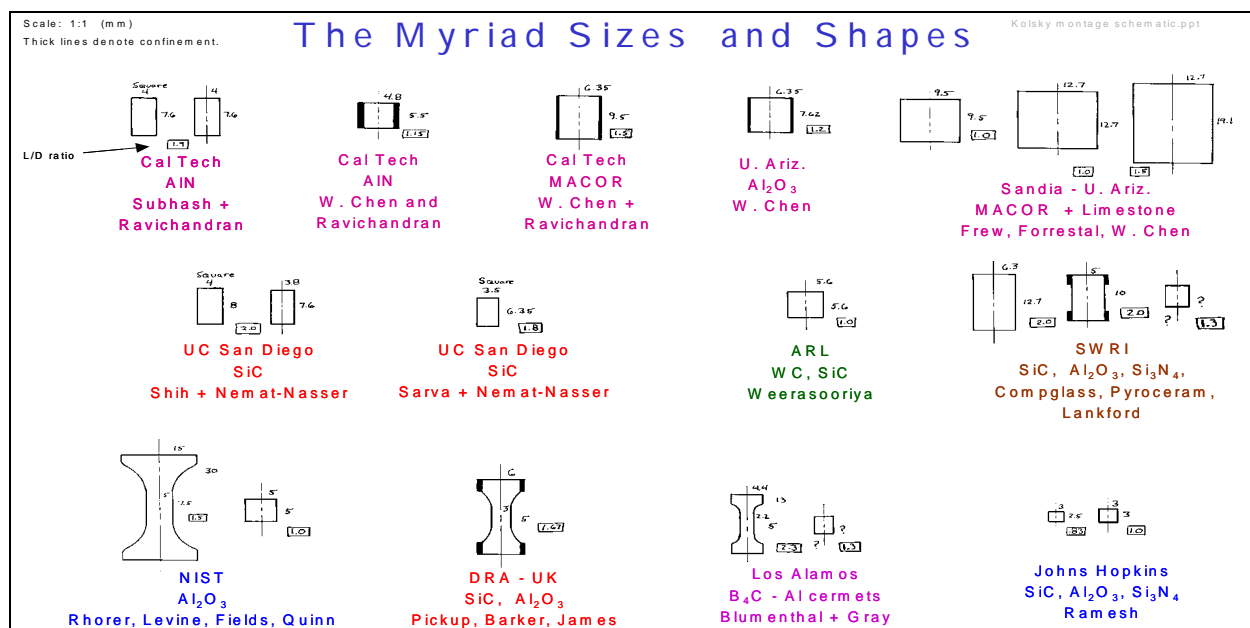 Scale: 1:1 (mm)
Thick lines denote confinement.
The Myriad Sizes and Shapes
Kolsky montage schematic.ppt
Square
4
7.6
4
7.6
1.9
L/D ratio
Cal Tech
AlN
Subhash +
Ravichandran
4.8
5.5
1.15
Cal Tech
AlN
W. Chen and
Ravichandran
6.35
9.5
1.5
Cal Tech
MACOR
W. Chen +
Ravichandran
6.35
7.62
1.2
U. Ariz.
Al₂O₃
W. Chen
9.5
9.5
1.0
12.7
12.7
1.0
12.7
19.1
1.5
Sandia - U. Ariz.
MACOR + Limestone
Frew, Forrestal, W. Chen
Square
4
8
2.0
3.8
7.6
UC San Diego
SiC
Shih + Nemat-Nasser
Square
3.5
6.35
1.8
UC San Diego
SiC
Sarva + Nemat-Nasser
5.6
5.6
1.0
ARL
WC, SiC
Weerasooriya
6.3
12.7
2.0
5
10
2.0
?
?
1.3
SWRI
SiC, Al₂O₃, Si₃N₄,
Compglass, Pyroceram,
Lankford
15
30
5
7.5
1.5
5
5
1.0
NIST
Al₂O₃
Rhorer, Levine, Fields, Quinn
6
3
5
1.67
DRA - UK
SiC, Al₂O₃
Pickup, Barker, James
4.4
13
2.2
5
2.3
?
?
1.3
Los Alamos
B₄C - Al cermets
Blumenthal + Gray
3
2.5
.83
3
3
1.0
Johns Hopkins
SiC, Al₂O₃, Si₃N₄
Ramesh